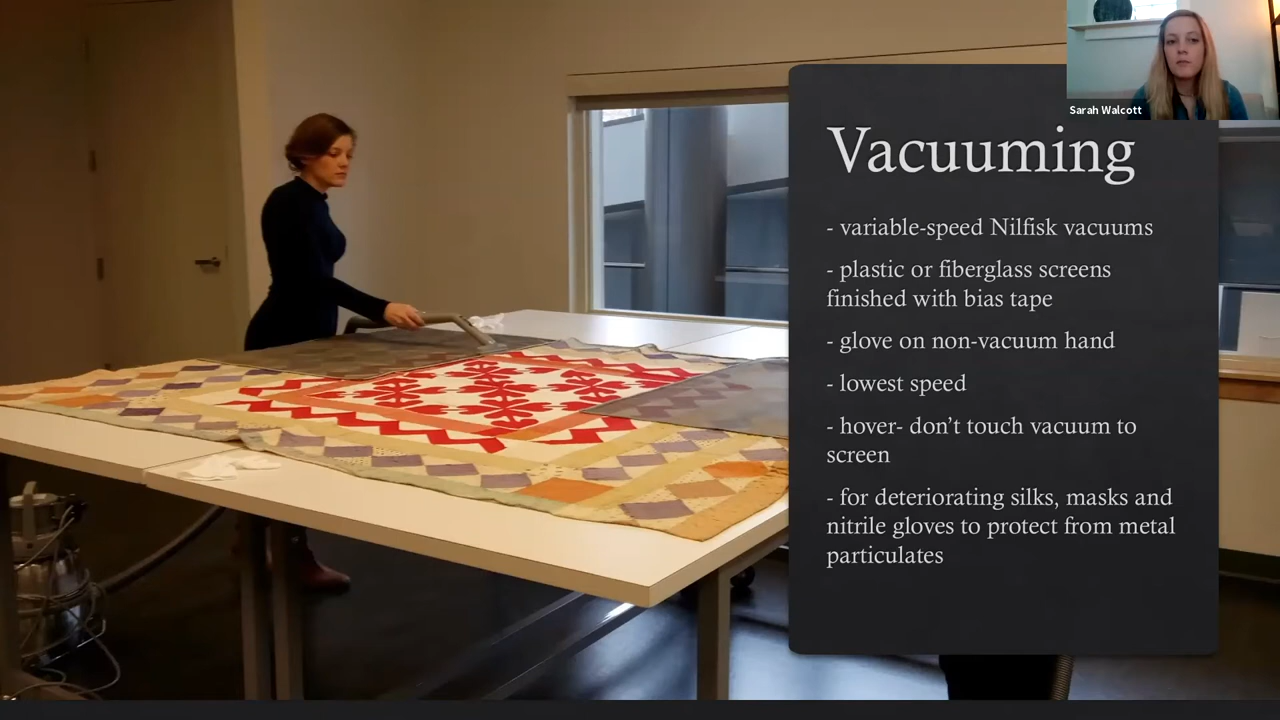 Sarah Walcott
Vacuuming
- variable-speed Nilfisk vacuums
- plastic or fiberglass screens
finished with bias tape
- glove on non-vacuum hand
- lowest speed
- hover- don’t touch vacuum to
screen
- for deteriorating silks, masks and
nitrile gloves to protect from metal
particulates